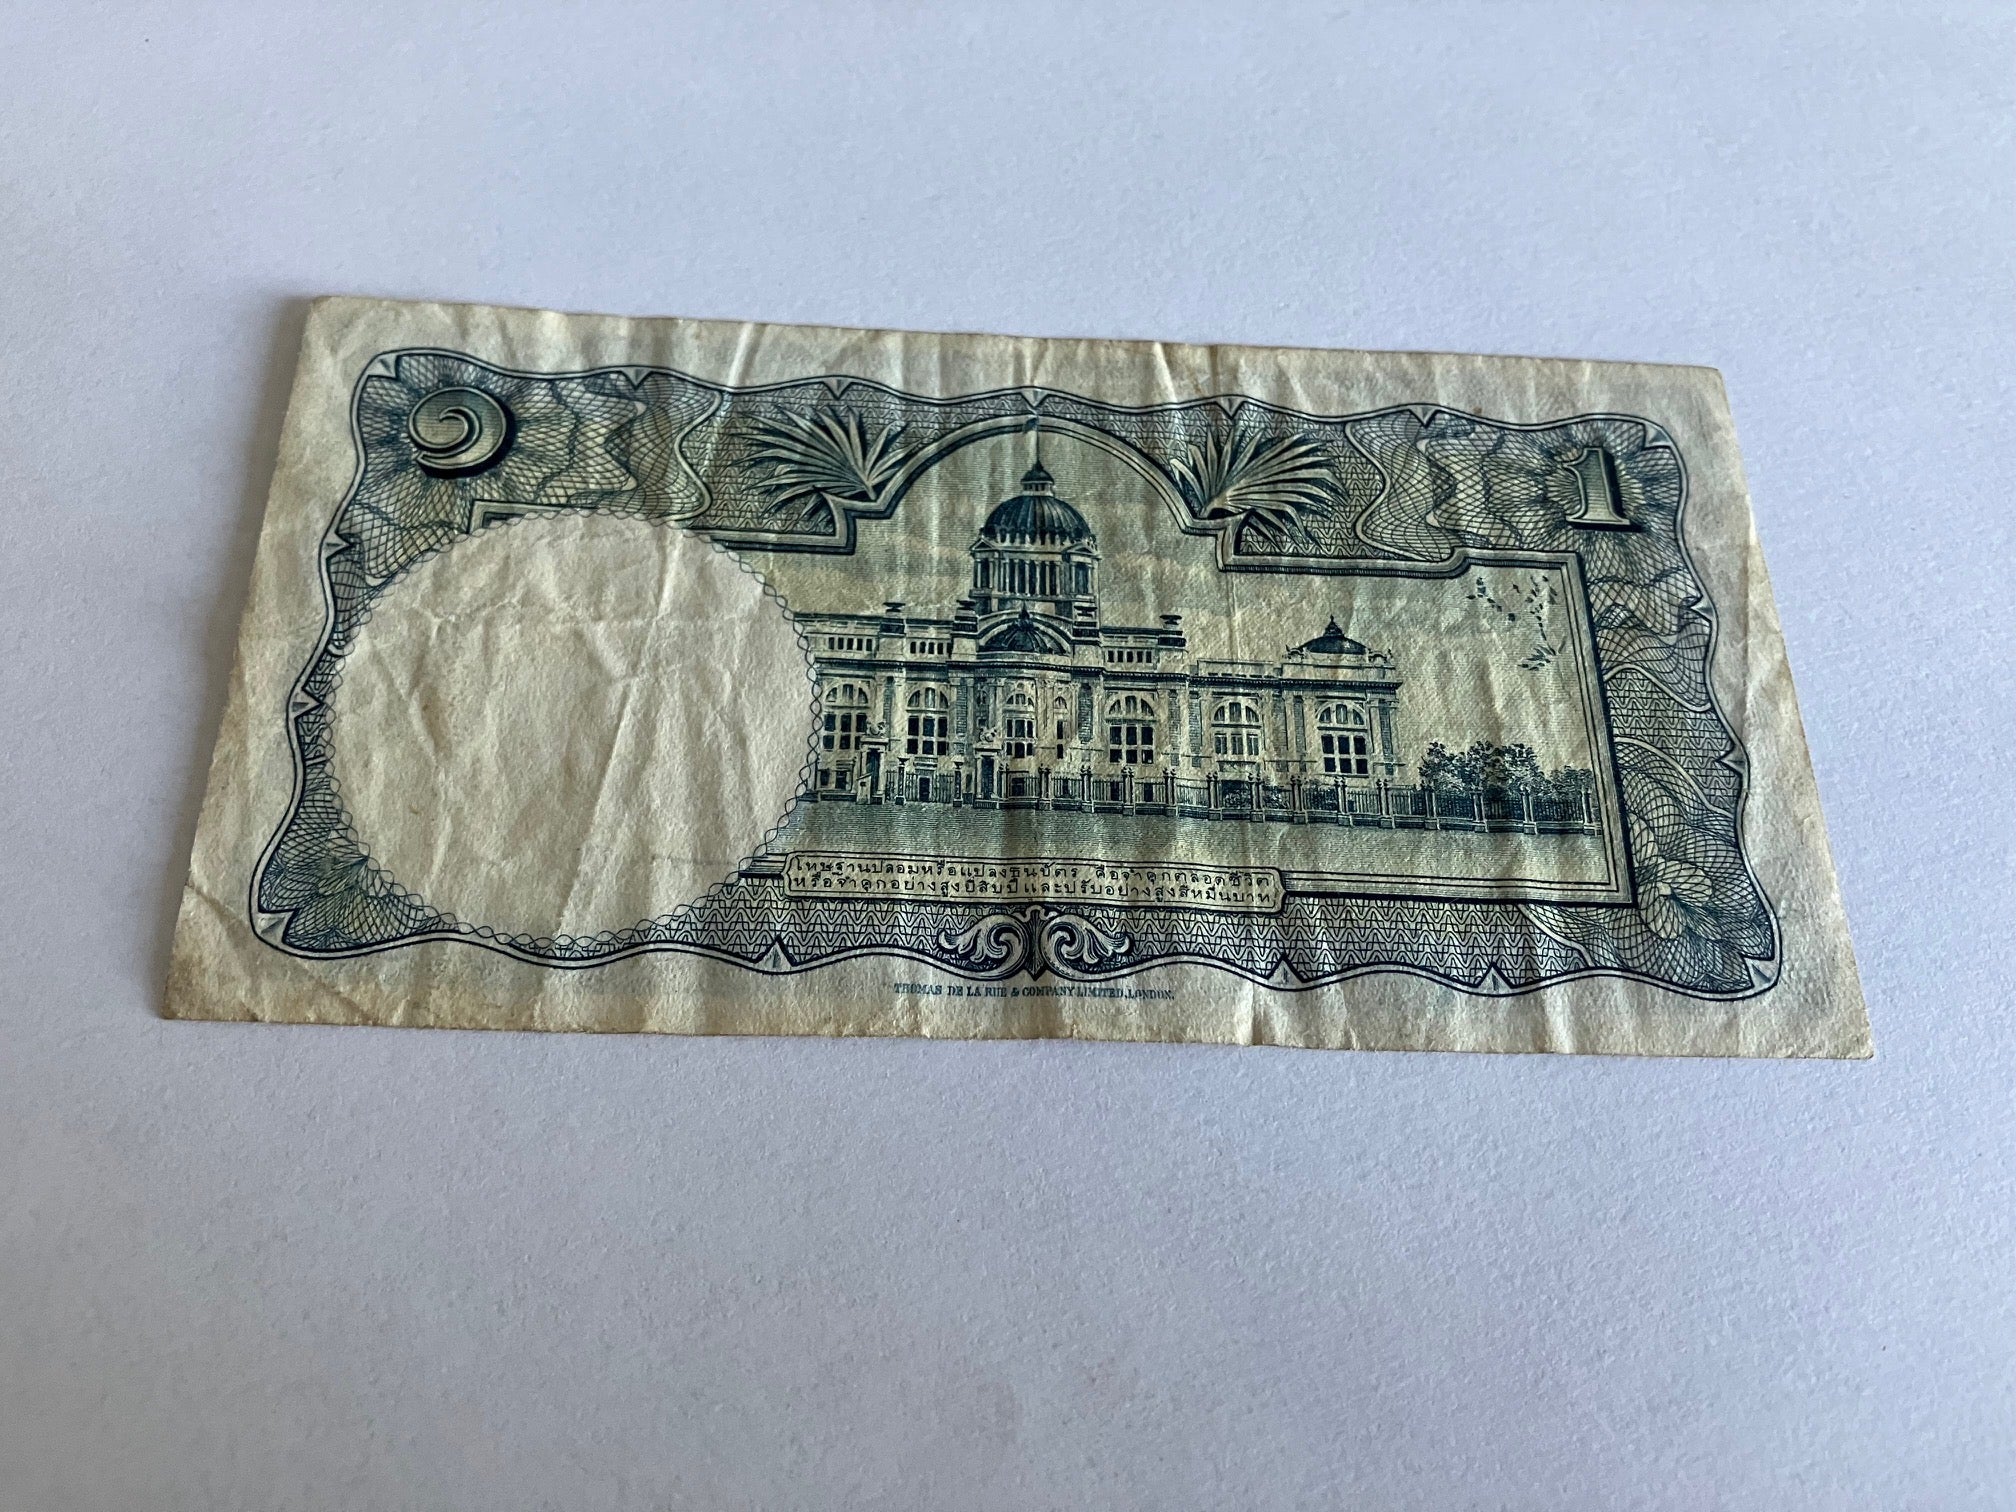 ๑
1
โทษฐานปลอมหรือแปลงธนบัตร คือจำคุกตลอดชีวิต
หรือจำคุกอย่างสูงยี่สิบปี และปรับอย่างสูงสี่หมื่นบาท
THOMAS DE LA RUE & COMPANY LIMITED, LONDON.